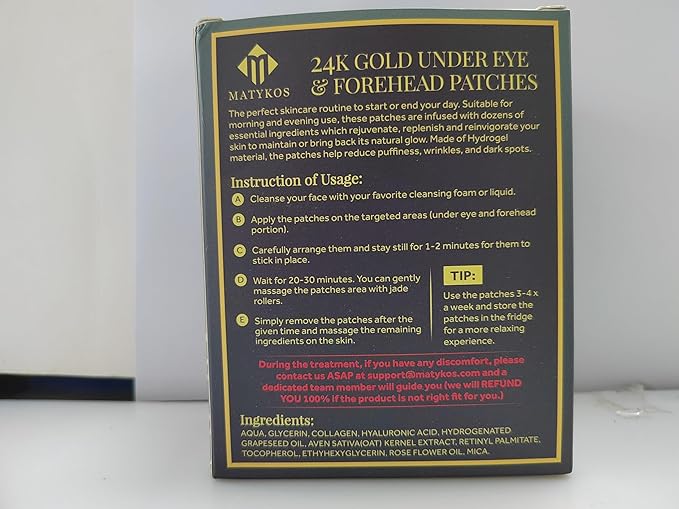 MATYKOS
24K GOLD UNDER EYE
& FOREHEAD PATCHES
The perfect skincare routine to start or end your day. Suitable for
morning and evening use, these patches are infused with dozens of
essential ingredients which rejuvenate, replenish and reinvigorate your
skin to maintain or bring back its natural glow. Made of Hydrogel
material, the patches help reduce puffiness, wrinkles, and dark spots.
Instruction of Usage:
A Cleanse your face with your favorite cleansing foam or liquid.
B Apply the patches on the targeted areas (under eye and forehead
portion).
C Carefully arrange them and stay still for 1-2 minutes for them to
stick in place.
D Wait for 20-30 minutes. You can gently
massage the patches area with jade
rollers.
E Simply remove the patches after the
given time and massage the remaining
ingredients on the skin.
TIP:
Use the patches 3-4 x
a week and store the
patches in the fridge
for a more relaxing
experience.
During the treatment, if you have any discomfort, please
contact us ASAP at support@matykos.com and a
dedicated team member will guide you (we will REFUND
YOU 100% if the product is not right fit for you.)
Ingredients:
AQUA, GLYCERIN, COLLAGEN, HYALURONIC ACID, HYDROGENATED
GRAPESEED OIL, AVEN SATIVA(OAT) KERNEL EXTRACT, RETINYL PALMITATE,
TOCOPHEROL, ETHYHEXYGLYCERIN, ROSE FLOWER OIL, MICA.